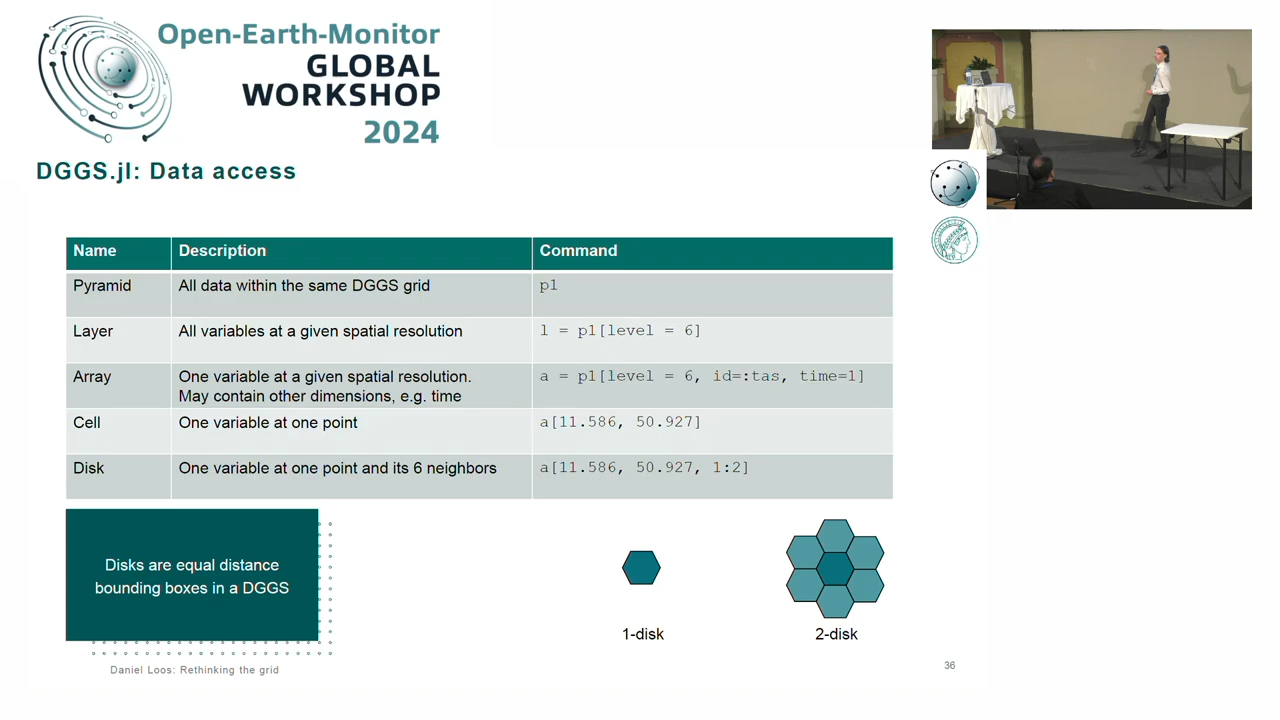 Open-Earth-Monitor
GLOBAL
WORKSHOP
2024
DGGS.jl: Data access
Name Description Command
Pyramid All data within the same DGGS grid p1
Layer All variables at a given spatial resolution l = p1[level = 6]
Array One variable at a given spatial resolution. a = p1[level = 6, id=:tas, time=1]
May contain other dimensions, e.g. time
Cell One variable at one point a[11.586, 50.927]
Disk One variable at one point and its 6 neighbors a[11.586, 50.927, 1:2]
Disks are equal distance
bounding boxes in a DGGS
1-disk 2-disk
Daniel Loos: Rethinking the grid 36